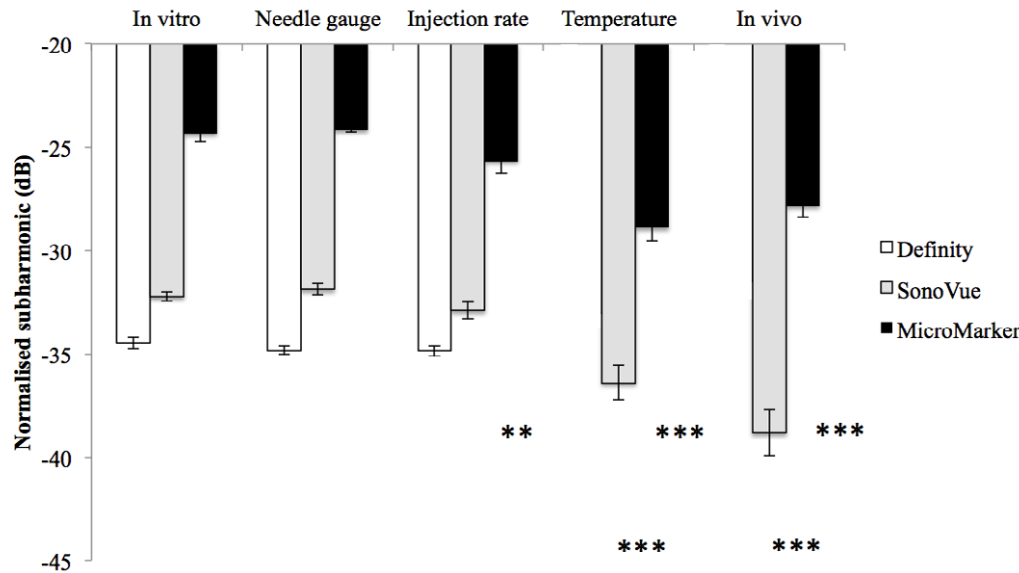 In vitro Needle gauge Injection rate Temperature In vivo
-20
-25
-30
-35
-40
-45
Normalised subharmonic (dB)
Definity
SonoVue
MicroMarker
** *** ***
*** ***